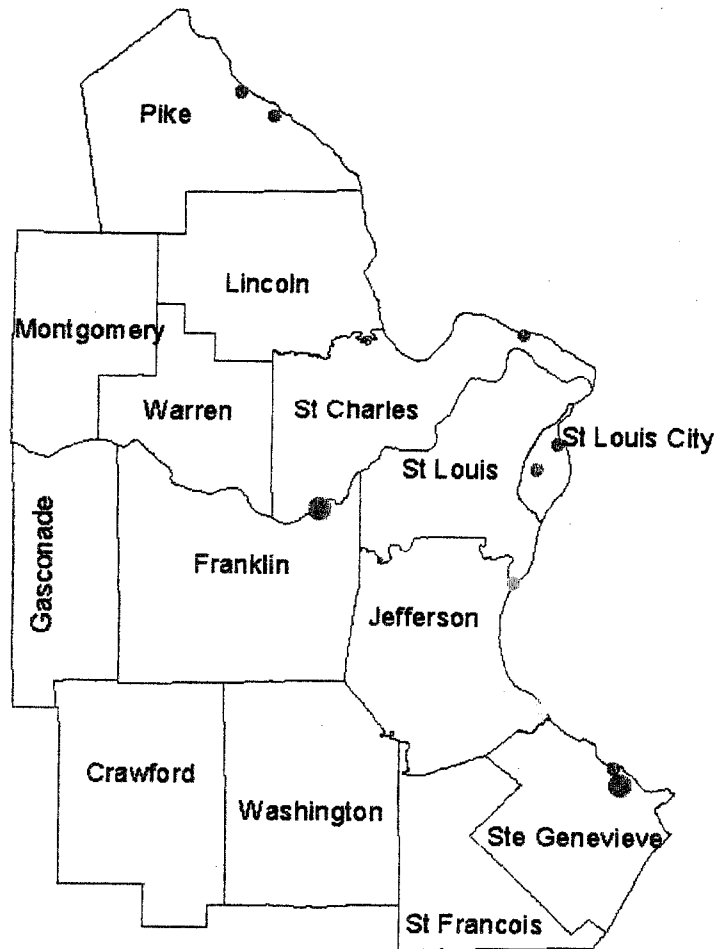 Pike
Lincoln
Montgomery
Warren
St Charles
St Louis City
St Louis
Gasconade
Franklin
Jefferson
Crawford
Washington
Ste Genevieve
St Francois